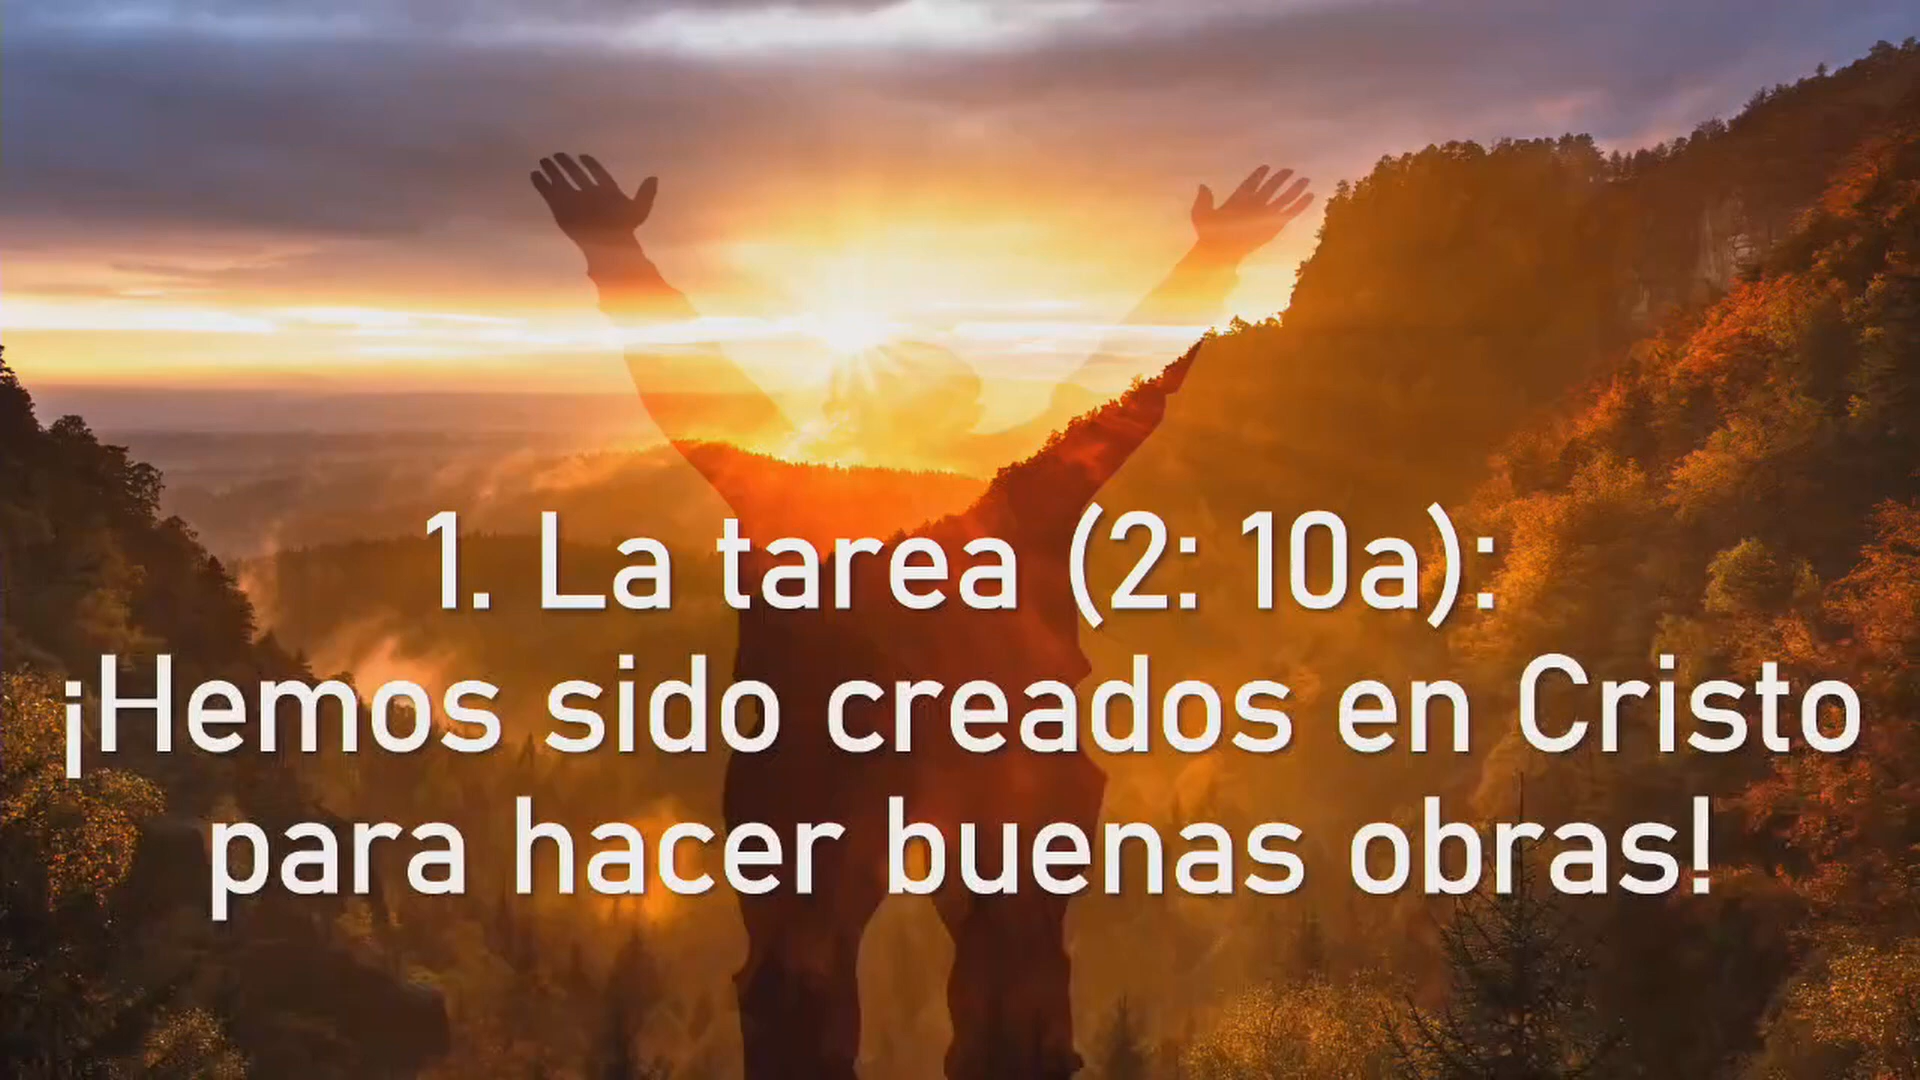 1. La tarea (2: 10a):
¡Hemos sido creados en Cristo
para hacer buenas obras!